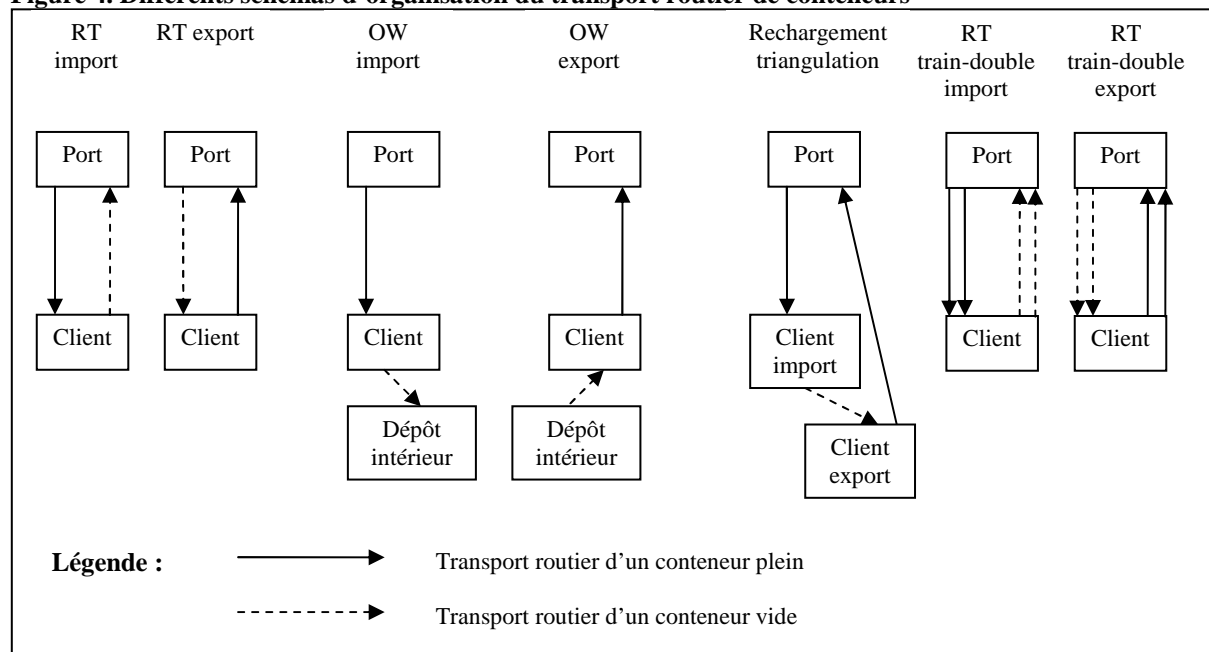 Figure 4. Différents schémas d'organisation du transport routier de conteneurs
RT import
RT export
OW import
OW export
Rechargement triangulation
RT train-double import
RT train-double export
Port
Port
Port
Port
Port
Port
Port
Client
Client
Client
Client
Client import
Client
Client
Dépôt intérieur
Dépôt intérieur
Client export
Légende :
Transport routier d'un conteneur plein
Transport routier d'un conteneur vide